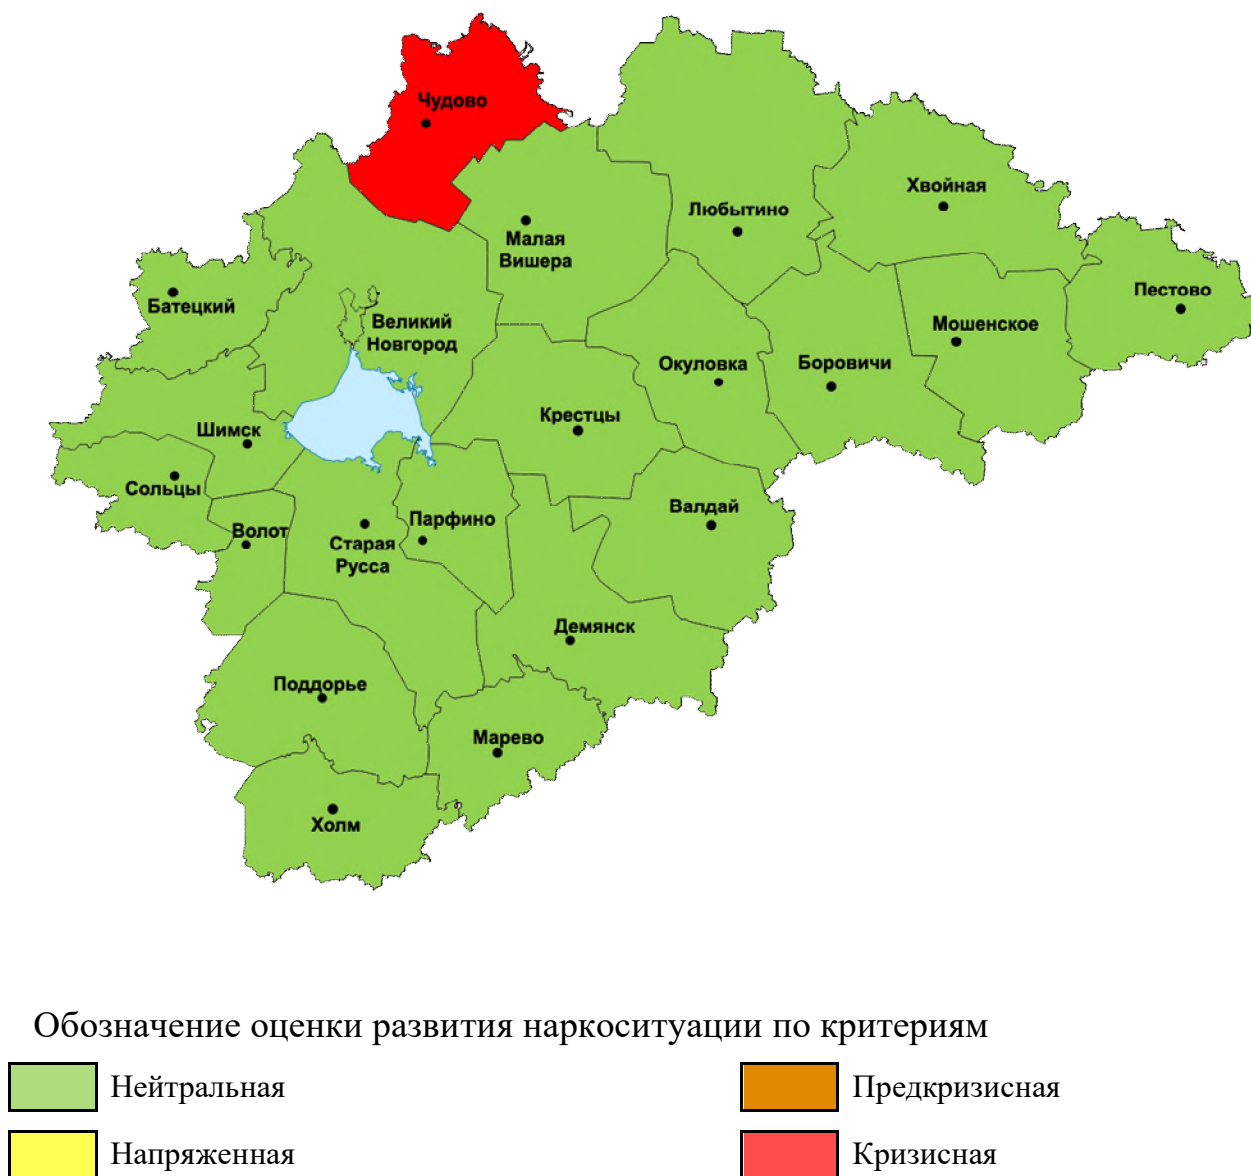 Чудово
Хвойная
Любытино
Малая
Вишера
Пестово
Батецкий
Великий
Новгород
Мошенское
Окуловка
Боровичи
Крестцы
Шимск
Сольцы
Валдай
Парфино
Волот
Старая
Русса
Демянск
Поддорье
Марево
Холм
Обозначение оценки развития наркоситуации по критериям
Нейтральная
Предкризисная
Напряженная
Кризисная